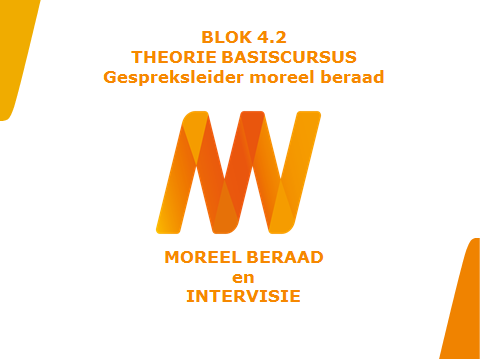 BLOK 4.2
THEORIE BASISCURSUS
Gespreksleider moreel beraad
MOREEL BERAAD
en
INTERVISIE